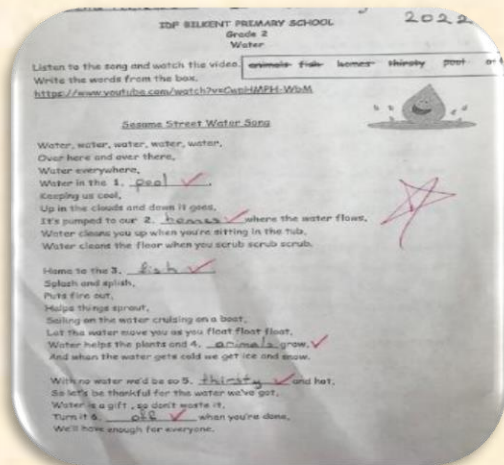 2022
IDF BILKENT PRIMARY SCHOOL
Grade 2
Water
Listen to the song and watch the video.
Write the words from the box.
animals fish homes thirsty pool
Sesame Street Water Song
Water, water, water, water, water,
Over here and over there,
Water everywhere,
Water in the 1. pool,
Keeping us cool,
Up in the clouds and down it goes,
It's pumped to our 2. homes where the water flows,
Water cleans you up when you're sitting in the tub,
Water cleans the floor when you scrub scrub scrub.
Home to the 3. fish
Splash and splish,
Puts fire out,
Helps things sprout,
Sailing on the water cruising on a boat,
Let the water move you as you float float float,
Water helps the plants and 4. animals grow,
And when the water gets cold we get ice and snow.
With no water we'd be so 5. thirsty and hot,
So let's be thankful for the water we've got,
Water is a gift, so don't waste it,
Turn it 6. off when you're done,
We'll have enough for everyone.